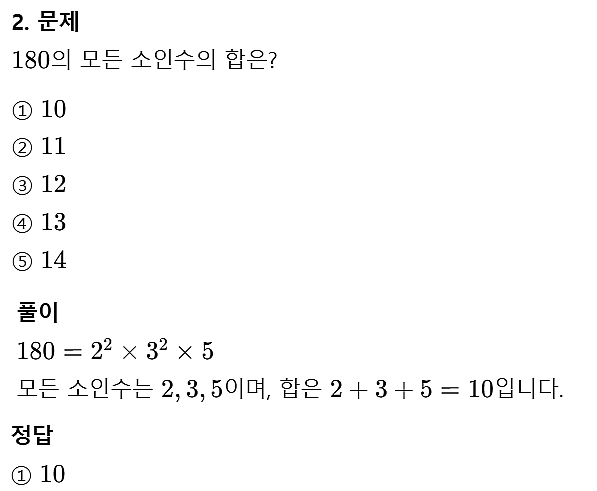 2. 문제
180의 모든 소인수의 합은?
① 10
② 11
③ 12
④ 13
⑤ 14
풀이
180 = 2² × 3² × 5
모든 소인수는 2, 3, 5이며, 합은 2 + 3 + 5 = 10입니다.
정답
① 10